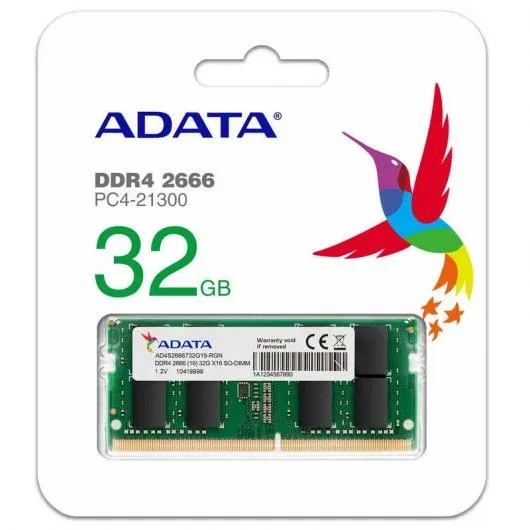 ADATA
DDR4 2666
PC4-21300
32GB
ADATA
AD4S2666732G19-RGN
DDR4 2666 (19) 32G X16 SO-DIMM
1.2V 10419999
Warranty void
if removed
CE
1A1234567890